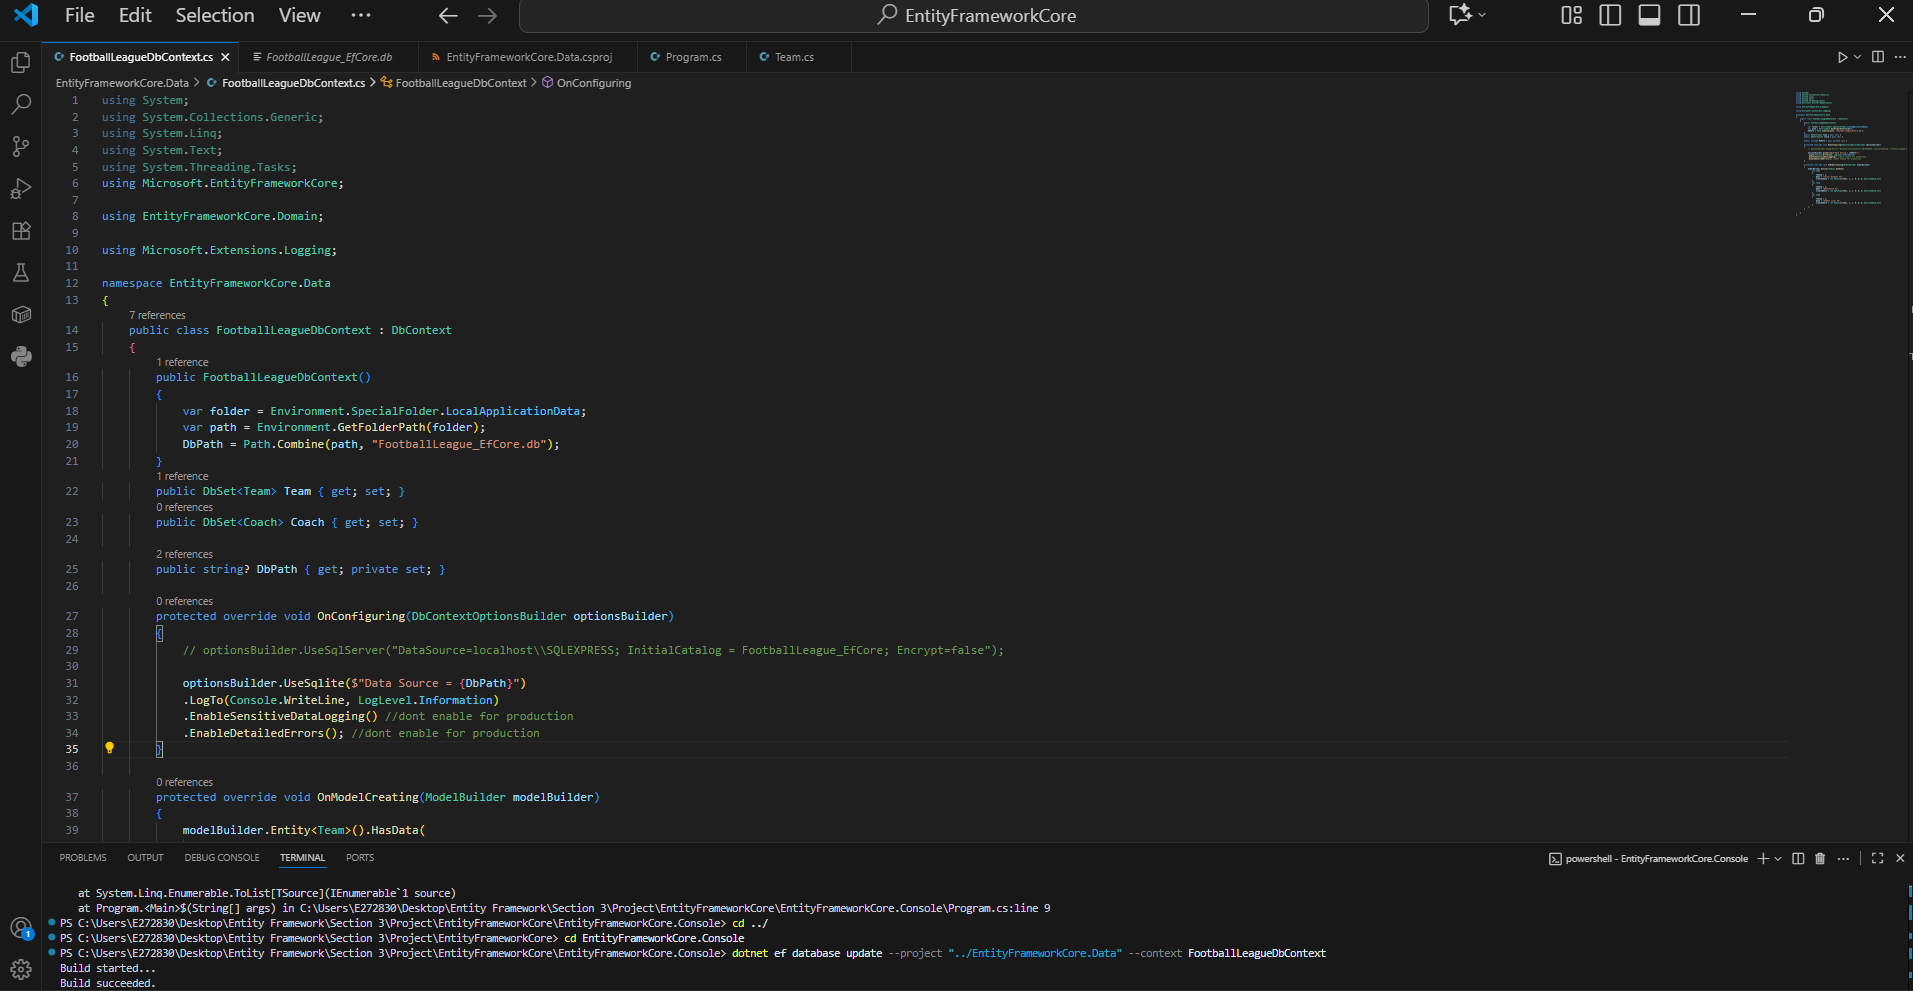 File Edit Selection View ··· EntityFrameworkCore
FootballLeagueDbContext.cs FootballLeague_EfCore.db EntityFrameworkCore.Data.csproj Program.cs Team.cs
EntityFrameworkCore.Data > FootballLeagueDbContext.cs > FootballLeagueDbContext > OnConfiguring
1 using System;
2 using System.Collections.Generic;
3 using System.Linq;
4 using System.Text;
5 using System.Threading.Tasks;
6 using Microsoft.EntityFrameworkCore;
7
8 using EntityFrameworkCore.Domain;
9
10 using Microsoft.Extensions.Logging;
11
12 namespace EntityFrameworkCore.Data
13 {
7 references
14 public class FootballLeagueDbContext : DbContext
15 {
1 reference
16 public FootballLeagueDbContext()
17 {
18 var folder = Environment.SpecialFolder.LocalApplicationData;
19 var path = Environment.GetFolderPath(folder);
20 DbPath = Path.Combine(path, "FootballLeague_EfCore.db");
21 }
1 reference
22 public DbSet<Team> Team { get; set; }
0 references
23 public DbSet<Coach> Coach { get; set; }
24
2 references
25 public string? DbPath { get; private set; }
26
0 references
27 protected override void OnConfiguring(DbContextOptionsBuilder optionsBuilder)
28 {
29 // optionsBuilder.UseSqlServer("DataSource=localhost\\SQLEXPRESS; InitialCatalog = FootballLeague_EfCore; Encrypt=false");
30
31 optionsBuilder.UseSqlite($"Data Source = {DbPath}")
32 .LogTo(Console.WriteLine, LogLevel.Information)
33 .EnableSensitiveDataLogging() //dont enable for production
34 .EnableDetailedErrors(); //dont enable for production
35 }
36
0 references
37 protected override void OnModelCreating(ModelBuilder modelBuilder)
38 {
39 modelBuilder.Entity<Team>().HasData(
PROBLEMS OUTPUT DEBUG CONSOLE TERMINAL PORTS powershell - EntityFrameworkCore.Console
at System.Linq.Enumerable.ToList[TSource](IEnumerable`1 source)
at Program.<Main>$(String[] args) in C:\Users\E272830\Desktop\Entity Framework\Section 3\Project\EntityFrameworkCore\EntityFrameworkCore.Console\Program.cs:line 9
PS C:\Users\E272830\Desktop\Entity Framework\Section 3\Project\EntityFrameworkCore\EntityFrameworkCore.Console> cd ../
PS C:\Users\E272830\Desktop\Entity Framework\Section 3\Project\EntityFrameworkCore> cd EntityFrameworkCore.Console
PS C:\Users\E272830\Desktop\Entity Framework\Section 3\Project\EntityFrameworkCore\EntityFrameworkCore.Console> dotnet ef database update --project "../EntityFrameworkCore.Data" --context FootballLeagueDbContext
Build started...
Build succeeded.
1